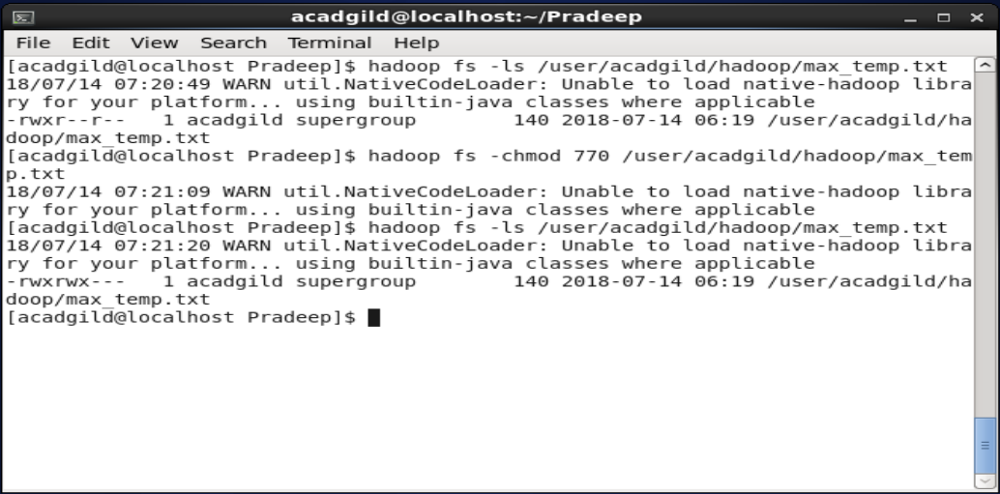 acadgild@localhost:~/Pradeep
File Edit View Search Terminal Help
[acadgild@localhost Pradeep]$ hadoop fs -ls /user/acadgild/hadoop/max_temp.txt
18/07/14 07:20:49 WARN util.NativeCodeLoader: Unable to load native-hadoop libra
ry for your platform... using builtin-java classes where applicable
-rwxr--r--   1 acadgild supergroup        140 2018-07-14 06:19 /user/acadgild/ha
doop/max_temp.txt
[acadgild@localhost Pradeep]$ hadoop fs -chmod 770 /user/acadgild/hadoop/max_tem
p.txt
18/07/14 07:21:09 WARN util.NativeCodeLoader: Unable to load native-hadoop libra
ry for your platform... using builtin-java classes where applicable
[acadgild@localhost Pradeep]$ hadoop fs -ls /user/acadgild/hadoop/max_temp.txt
18/07/14 07:21:20 WARN util.NativeCodeLoader: Unable to load native-hadoop libra
ry for your platform... using builtin-java classes where applicable
-rwxrwx---   1 acadgild supergroup        140 2018-07-14 06:19 /user/acadgild/ha
doop/max_temp.txt
[acadgild@localhost Pradeep]$